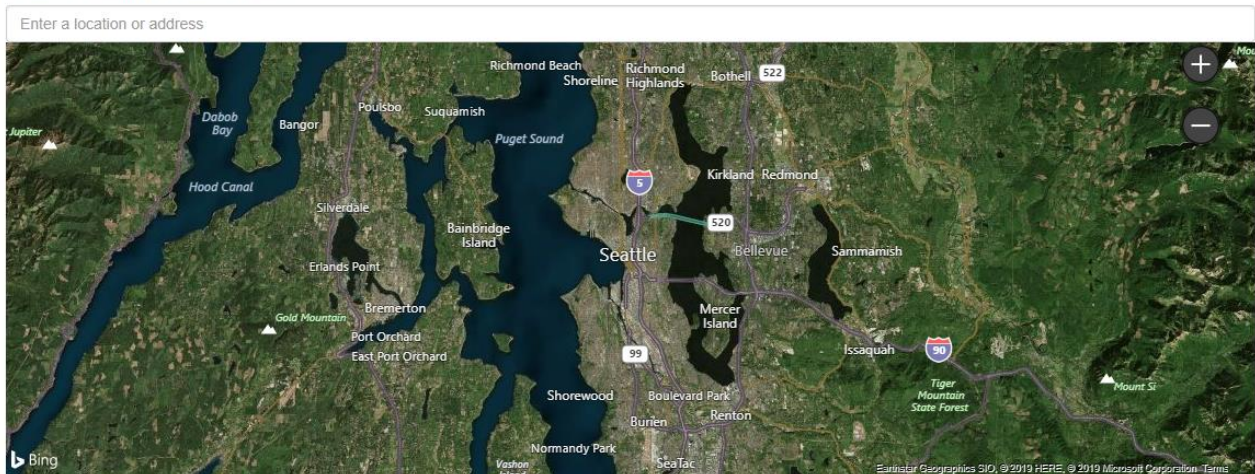 Enter a location or address
Richmond Beach
Shoreline
Richmond
Highlands
Bothell
522
Dabob
Bay
Bangor
Poulsbo
Suquamish
Puget Sound
t Jupiter
Hood Canal
5
Kirkland
Redmond
Silverdale
Bainbridge
Island
520
Seattle
Bellevue
Sammamish
Erlands Point
Gold Mountain
Bremerton
Port Orchard
East Port Orchard
Mercer
Island
99
Issaquah
90
Tiger
Mountain
State Forest
Mount Si
Shorewood
Boulevard Park
Burien
Renton
Normandy Park
SeaTac
Vashon
Bing
Earthstar Geographics SIO, © 2019 HERE, © 2019 Microsoft Corporation Terms